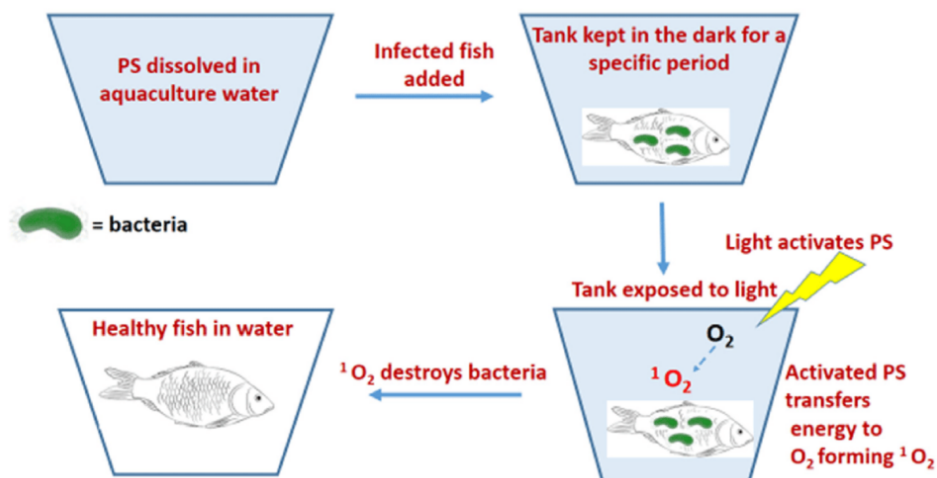 PS dissolved in
aquaculture water
Infected fish
added
Tank kept in the dark for a
specific period
= bacteria
Light activates PS
Tank exposed to light
O₂
¹O₂
Activated PS
transfers
energy to
O₂ forming ¹O₂
¹O₂ destroys bacteria
Healthy fish in water